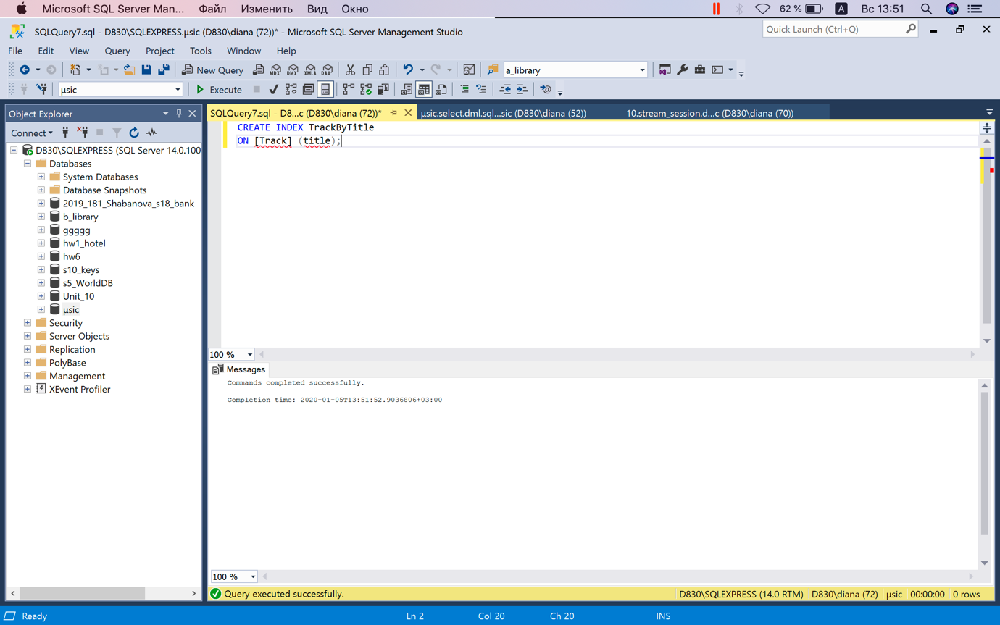 Microsoft SQL Server Man... Файл Изменить Вид Окно 62 % A Вс 13:51
SQLQuery7.sql - D830\SQLEXPRESS.μsic (D830\diana (72))* - Microsoft SQL Server Management Studio
Quick Launch (Ctrl+Q)
File Edit View Query Project Tools Window Help
New Query MDX DMX XMLA DAX a_library
μsic Execute
Object Explorer
SQLQuery7.sql - D8...c (D830\diana (72))* μsic.select.dml.sql...sic (D830\diana (52)) 10.stream_session.d...c (D830\diana (70))
Connect
D830\SQLEXPRESS (SQL Server 14.0.100
Databases
System Databases
Database Snapshots
2019_181_Shabanova_s18_bank
b_library
ggggg
hw1_hotel
hw6
s10_keys
s5_WorldDB
Unit_10
μsic
Security
Server Objects
Replication
PolyBase
Management
XEvent Profiler
CREATE INDEX TrackByTitle
ON [Track] (title);
100 %
Messages
Commands completed successfully.
Completion time: 2020-01-05T13:51:52.9036806+03:00
100 %
Query executed successfully. D830\SQLEXPRESS (14.0 RTM) D830\diana (72) μsic 00:00:00 0 rows
Ready Ln 2 Col 20 Ch 20 INS